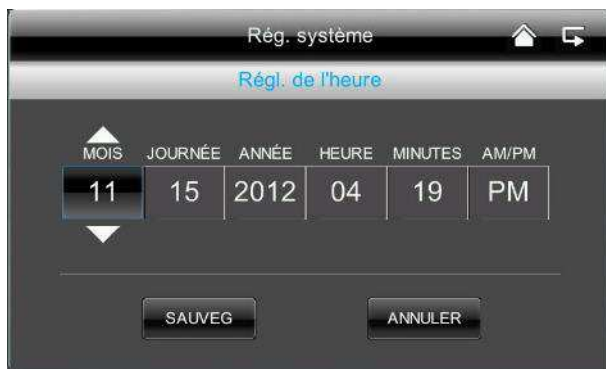 Rég. système
Régl. de l'heure
MOIS JOURNÉE ANNÉE HEURE MINUTES AM/PM
11 15 2012 04 19 PM
SAUVEG ANNULER